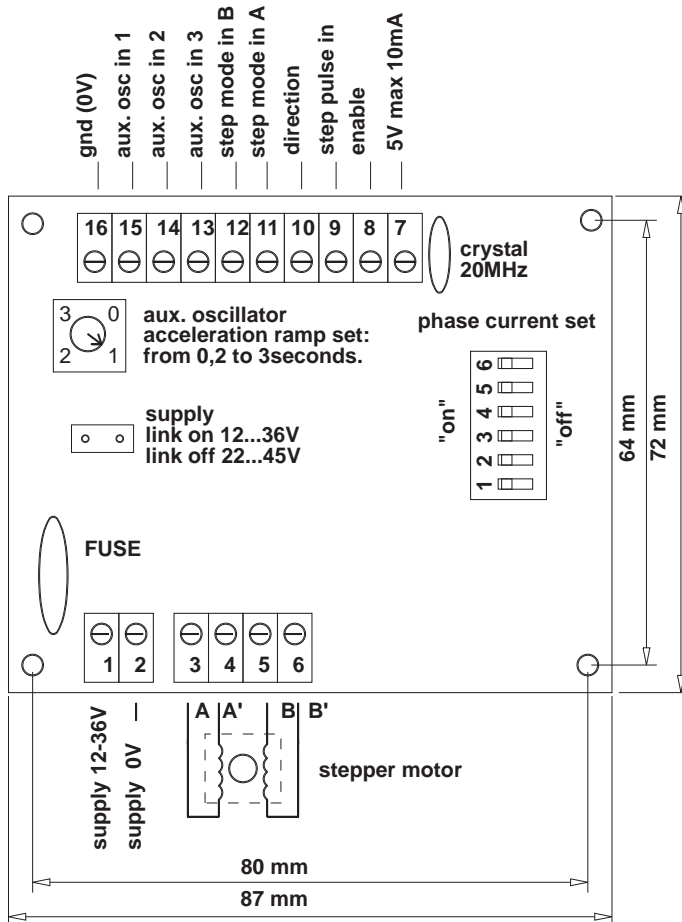 gnd (0V)
aux. osc in 1
aux. osc in 2
aux. osc in 3
step mode in B
step mode in A
direction
step pulse in
enable
5V max 10mA
16 15 14 13 12 11 10 9 8 7
crystal
20MHz
3 0
2 1
aux. oscillator
acceleration ramp set:
from 0,2 to 3seconds.
phase current set
"on"
6
5
4
3
2
1
"off"
supply
link on 12...36V
link off 22...45V
64 mm
72 mm
FUSE
1 2 3 4 5 6
A A' B B'
supply 12-36V
supply 0V
stepper motor
80 mm
87 mm